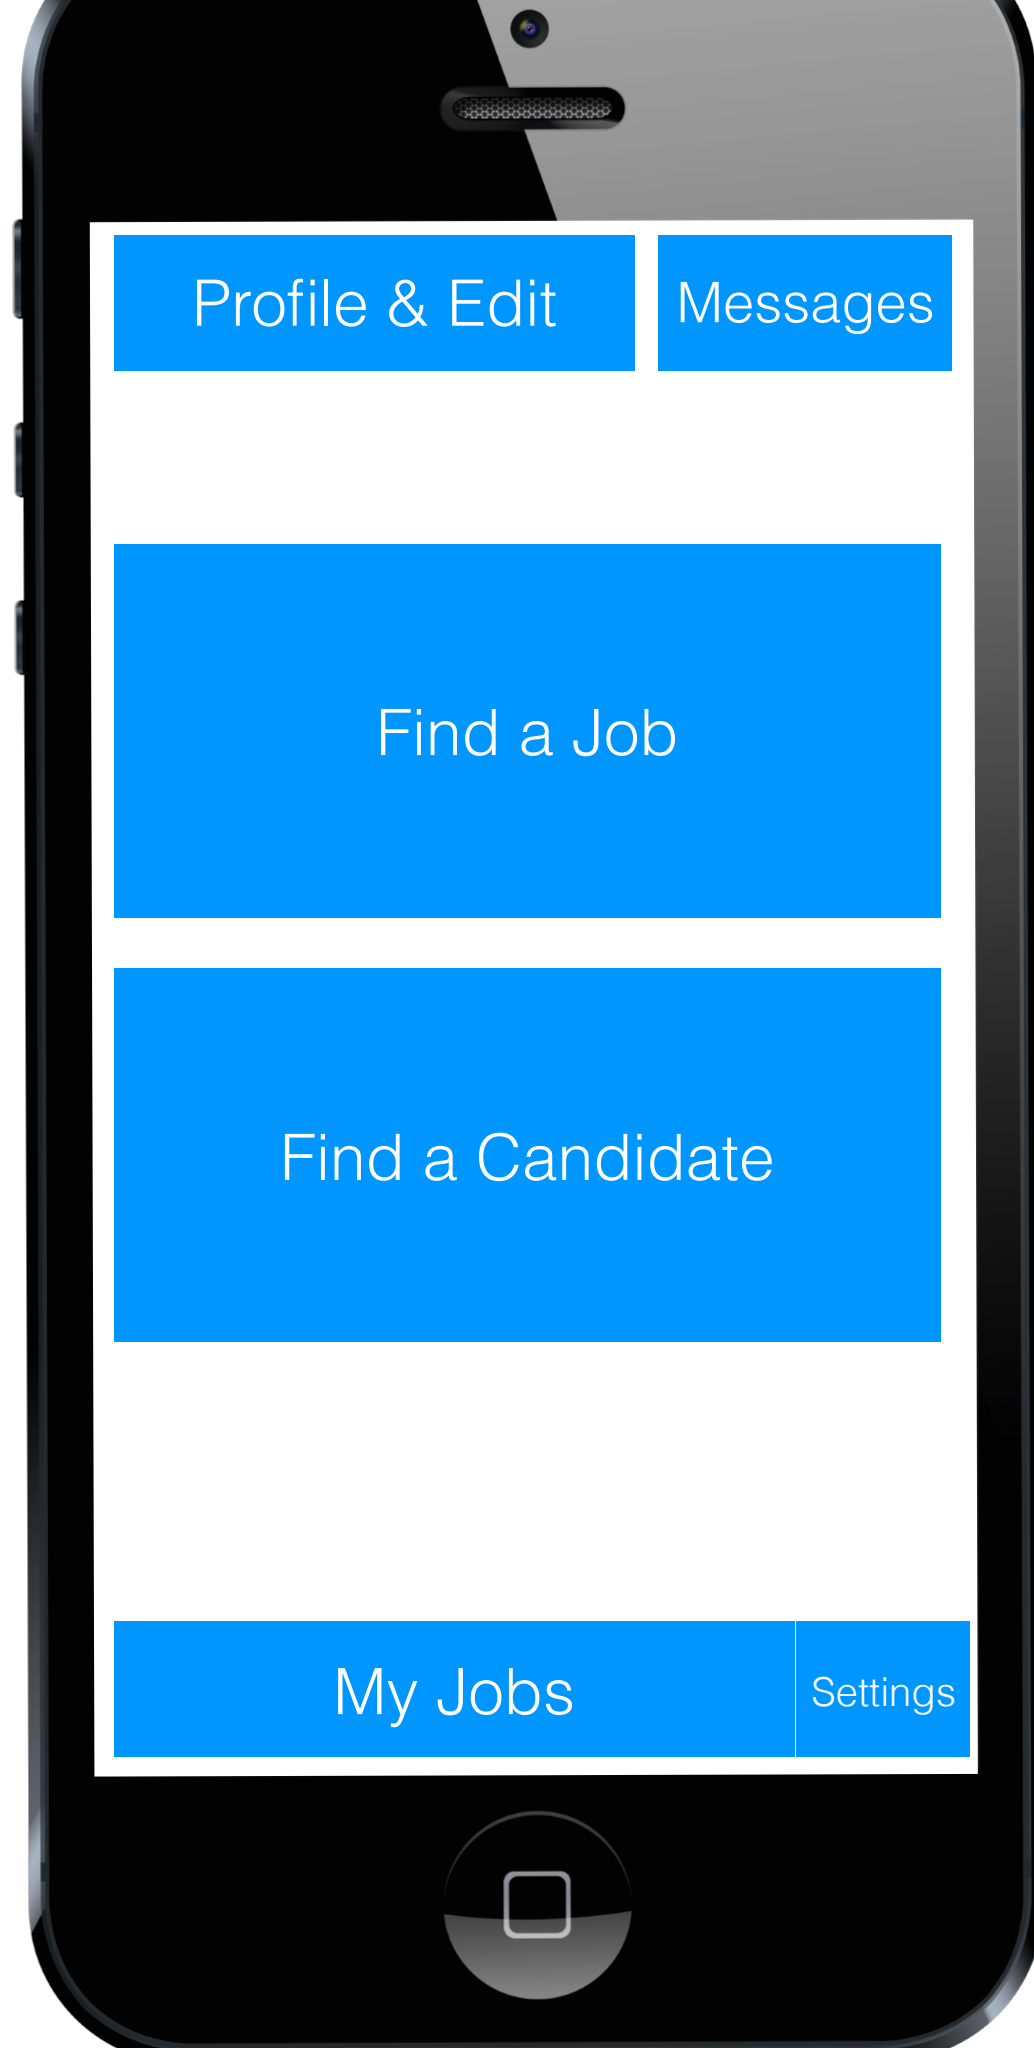 Profile & Edit
Messages
Find a Job
Find a Candidate
My Jobs
Settings